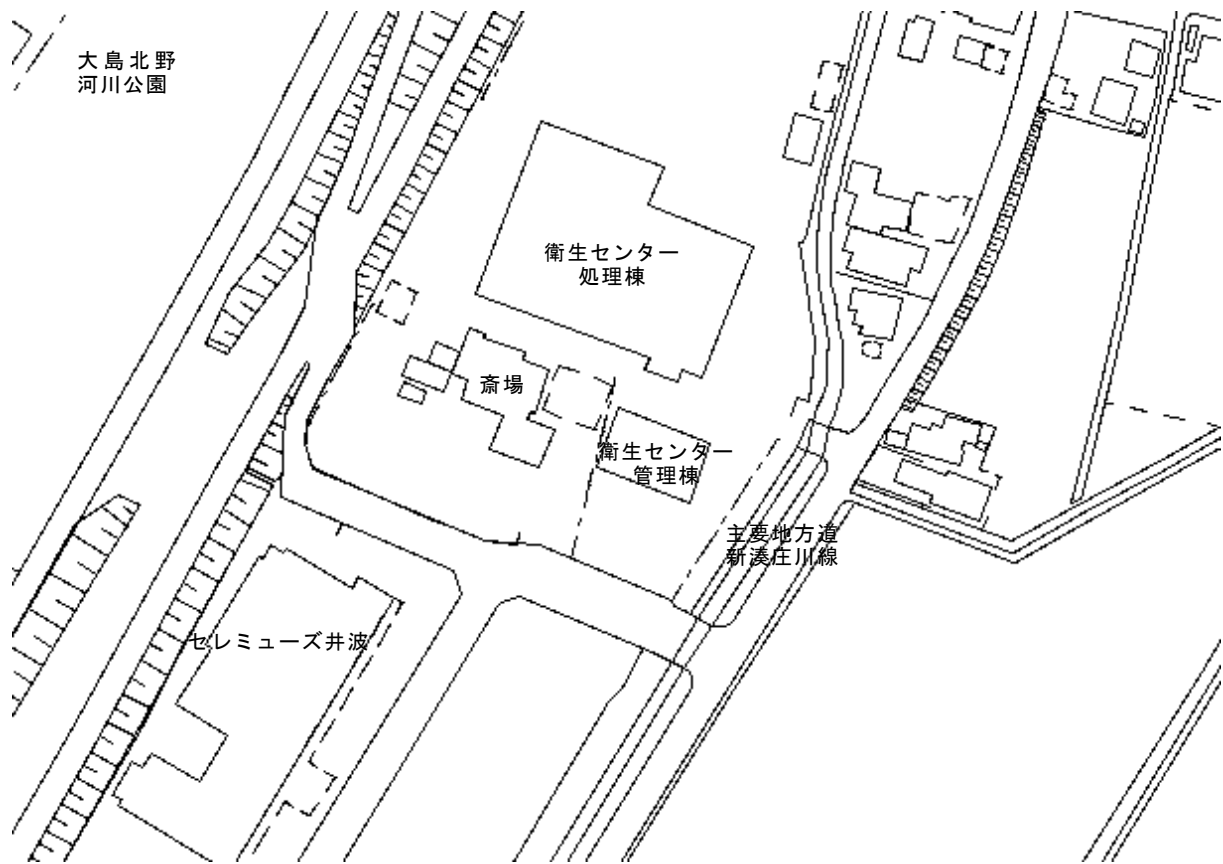 大島北野
河川公園
衛生センター
処理棟
斎場
衛生センター
管理棟
主要地方道
新湊庄川線
セレミューズ井波